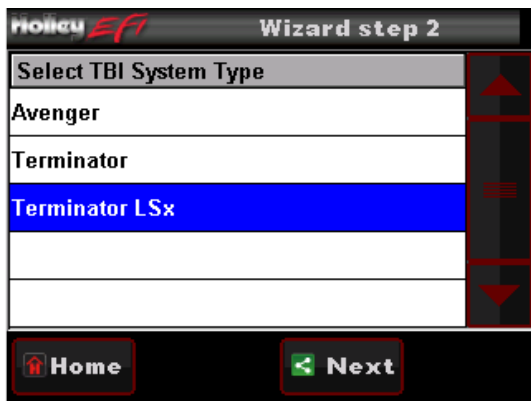 Holley EFI
Wizard step 2
Select TBI System Type
Avenger
Terminator
Terminator LSx
Home
Next